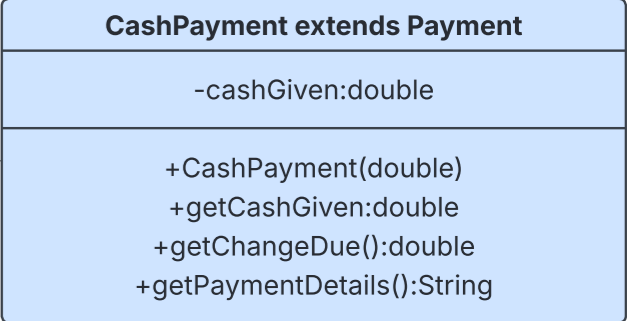 CashPayment extends Payment
-cashGiven:double
+CashPayment(double)
+getCashGiven:double
+getChangeDue():double
+getPaymentDetails():String